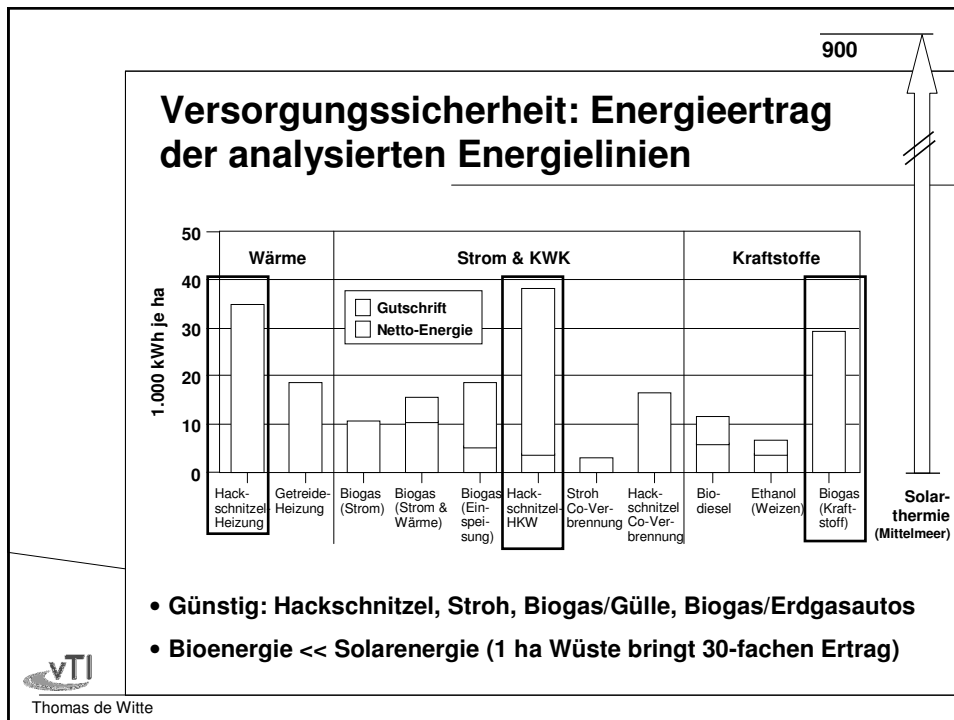 900
Versorgungssicherheit: Energieertrag
der analysierten Energielinien
1.000 kWh je ha
50
40
30
20
10
0
Wärme
Strom & KWK
Kraftstoffe
Gutschrift
Netto-Energie
Hack-
schnitzel-
Heizung
Getreide-
Heizung
Biogas
(Strom)
Biogas
(Strom &
Wärme)
Biogas
(Ein-
spei-
sung)
Hack-
schnitzel-
HKW
Stroh
Co-Ver-
brennung
Hack-
schnitzel
Co-Ver-
brennung
Bio-
diesel
Ethanol
(Weizen)
Biogas
(Kraft-
stoff)
Solar-
thermie
(Mittelmeer)
• Günstig: Hackschnitzel, Stroh, Biogas/Gülle, Biogas/Erdgasautos
• Bioenergie << Solarenergie (1 ha Wüste bringt 30-fachen Ertrag)
vTI
Thomas de Witte